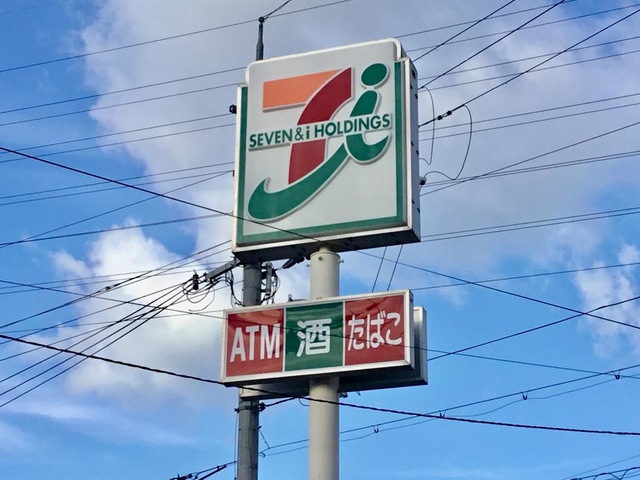 SEVEN & i HOLDINGS
ATM 酒 たばこ